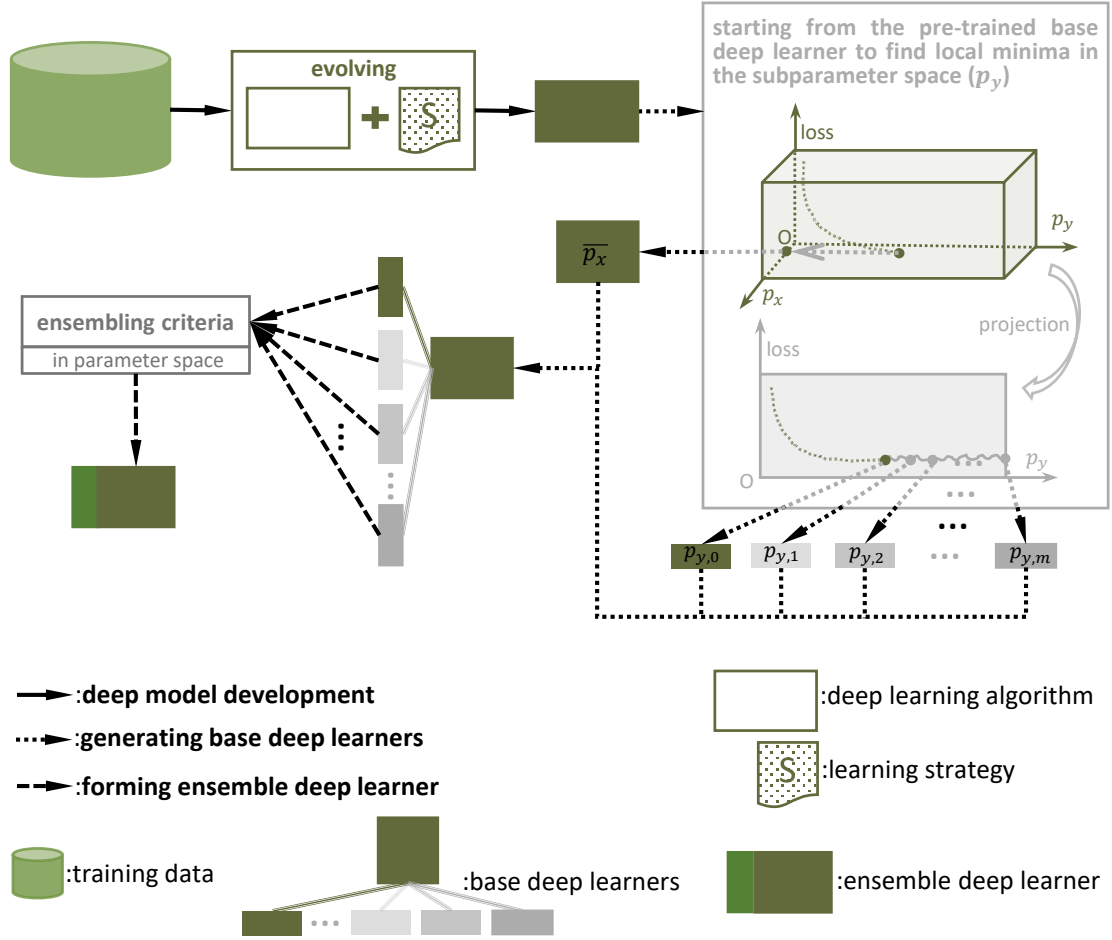 starting from the pre-trained base
deep learner to find local minima in
the subparameter space (p_y)
evolving
S
loss
O
p_y
p_x
\overline{p_x}
projection
ensembling criteria
in parameter space
loss
O
p_y
p_{y,0}
p_{y,1}
p_{y,2}
p_{y,m}
:deep model development
:generating base deep learners
:forming ensemble deep learner
:deep learning algorithm
S
:learning strategy
:training data
:base deep learners
:ensemble deep learner